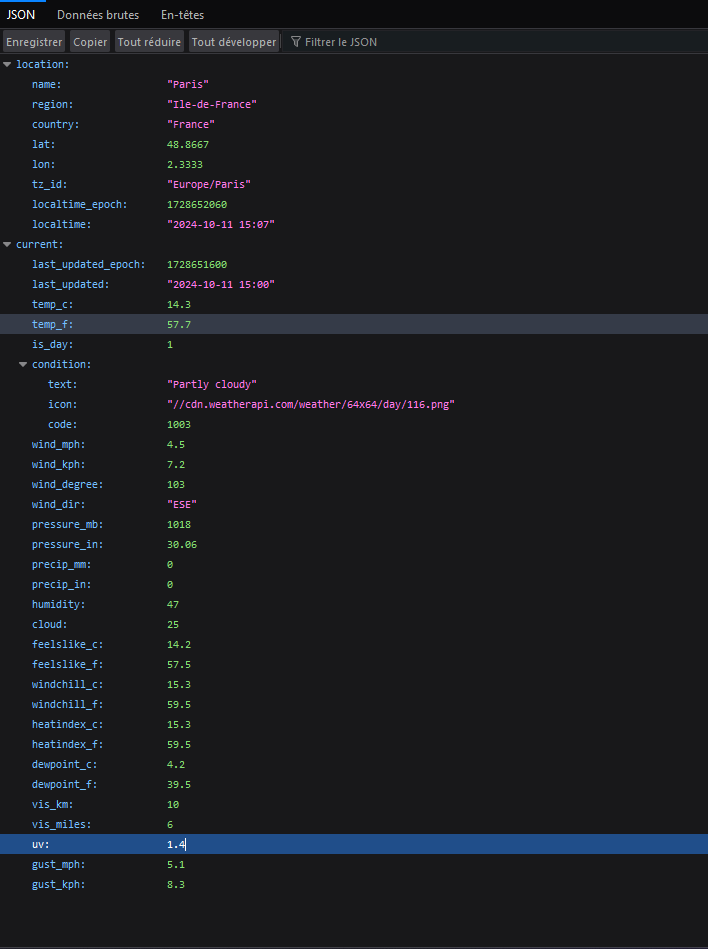 JSON Données brutes En-têtes
Enregistrer Copier Tout réduire Tout développer Filtrer le JSON
location:
name: "Paris"
region: "Ile-de-France"
country: "France"
lat: 48.8667
lon: 2.3333
tz_id: "Europe/Paris"
localtime_epoch: 1728652060
localtime: "2024-10-11 15:07"
current:
last_updated_epoch: 1728651600
last_updated: "2024-10-11 15:00"
temp_c: 14.3
temp_f: 57.7
is_day: 1
condition:
text: "Partly cloudy"
icon: "//cdn.weatherapi.com/weather/64x64/day/116.png"
code: 1003
wind_mph: 4.5
wind_kph: 7.2
wind_degree: 103
wind_dir: "ESE"
pressure_mb: 1018
pressure_in: 30.06
precip_mm: 0
precip_in: 0
humidity: 47
cloud: 25
feelslike_c: 14.2
feelslike_f: 57.5
windchill_c: 15.3
windchill_f: 59.5
heatindex_c: 15.3
heatindex_f: 59.5
dewpoint_c: 4.2
dewpoint_f: 39.5
vis_km: 10
vis_miles: 6
uv: 1.4
gust_mph: 5.1
gust_kph: 8.3